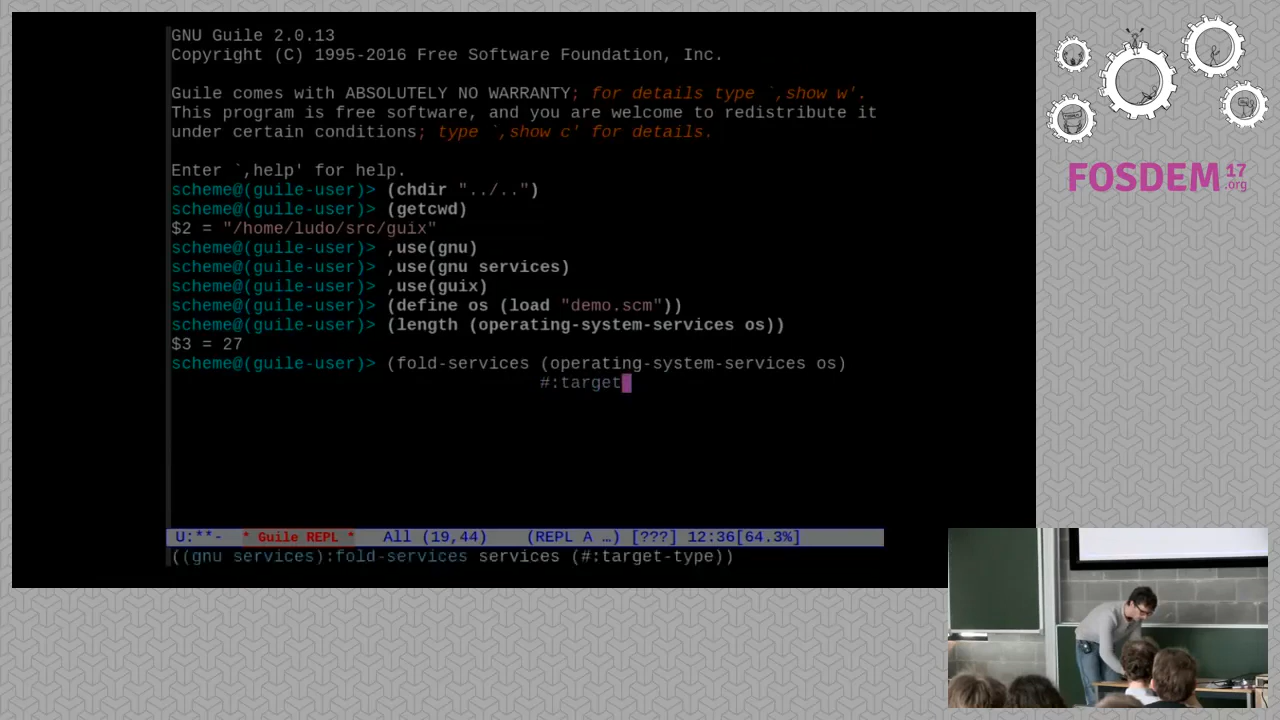 GNU Guile 2.0.13
Copyright (C) 1995-2016 Free Software Foundation, Inc.
Guile comes with ABSOLUTELY NO WARRANTY; for details type `,show w'.
This program is free software, and you are welcome to redistribute it
under certain conditions; type `,show c' for details.
Enter `,help' for help.
scheme@(guile-user)> (chdir "../..")
scheme@(guile-user)> (getcwd)
$2 = "/home/ludo/src/guix"
scheme@(guile-user)> ,use(gnu)
scheme@(guile-user)> ,use(gnu services)
scheme@(guile-user)> ,use(guix)
scheme@(guile-user)> (define os (load "demo.scm"))
scheme@(guile-user)> (length (operating-system-services os))
$3 = 27
scheme@(guile-user)> (fold-services (operating-system-services os)
#:target
U:**- * Guile REPL * All (19,44) (REPL A …) [???] 12:36[64.3%]
((gnu services):fold-services services (#:target-type))
FOSDEM 17
.org